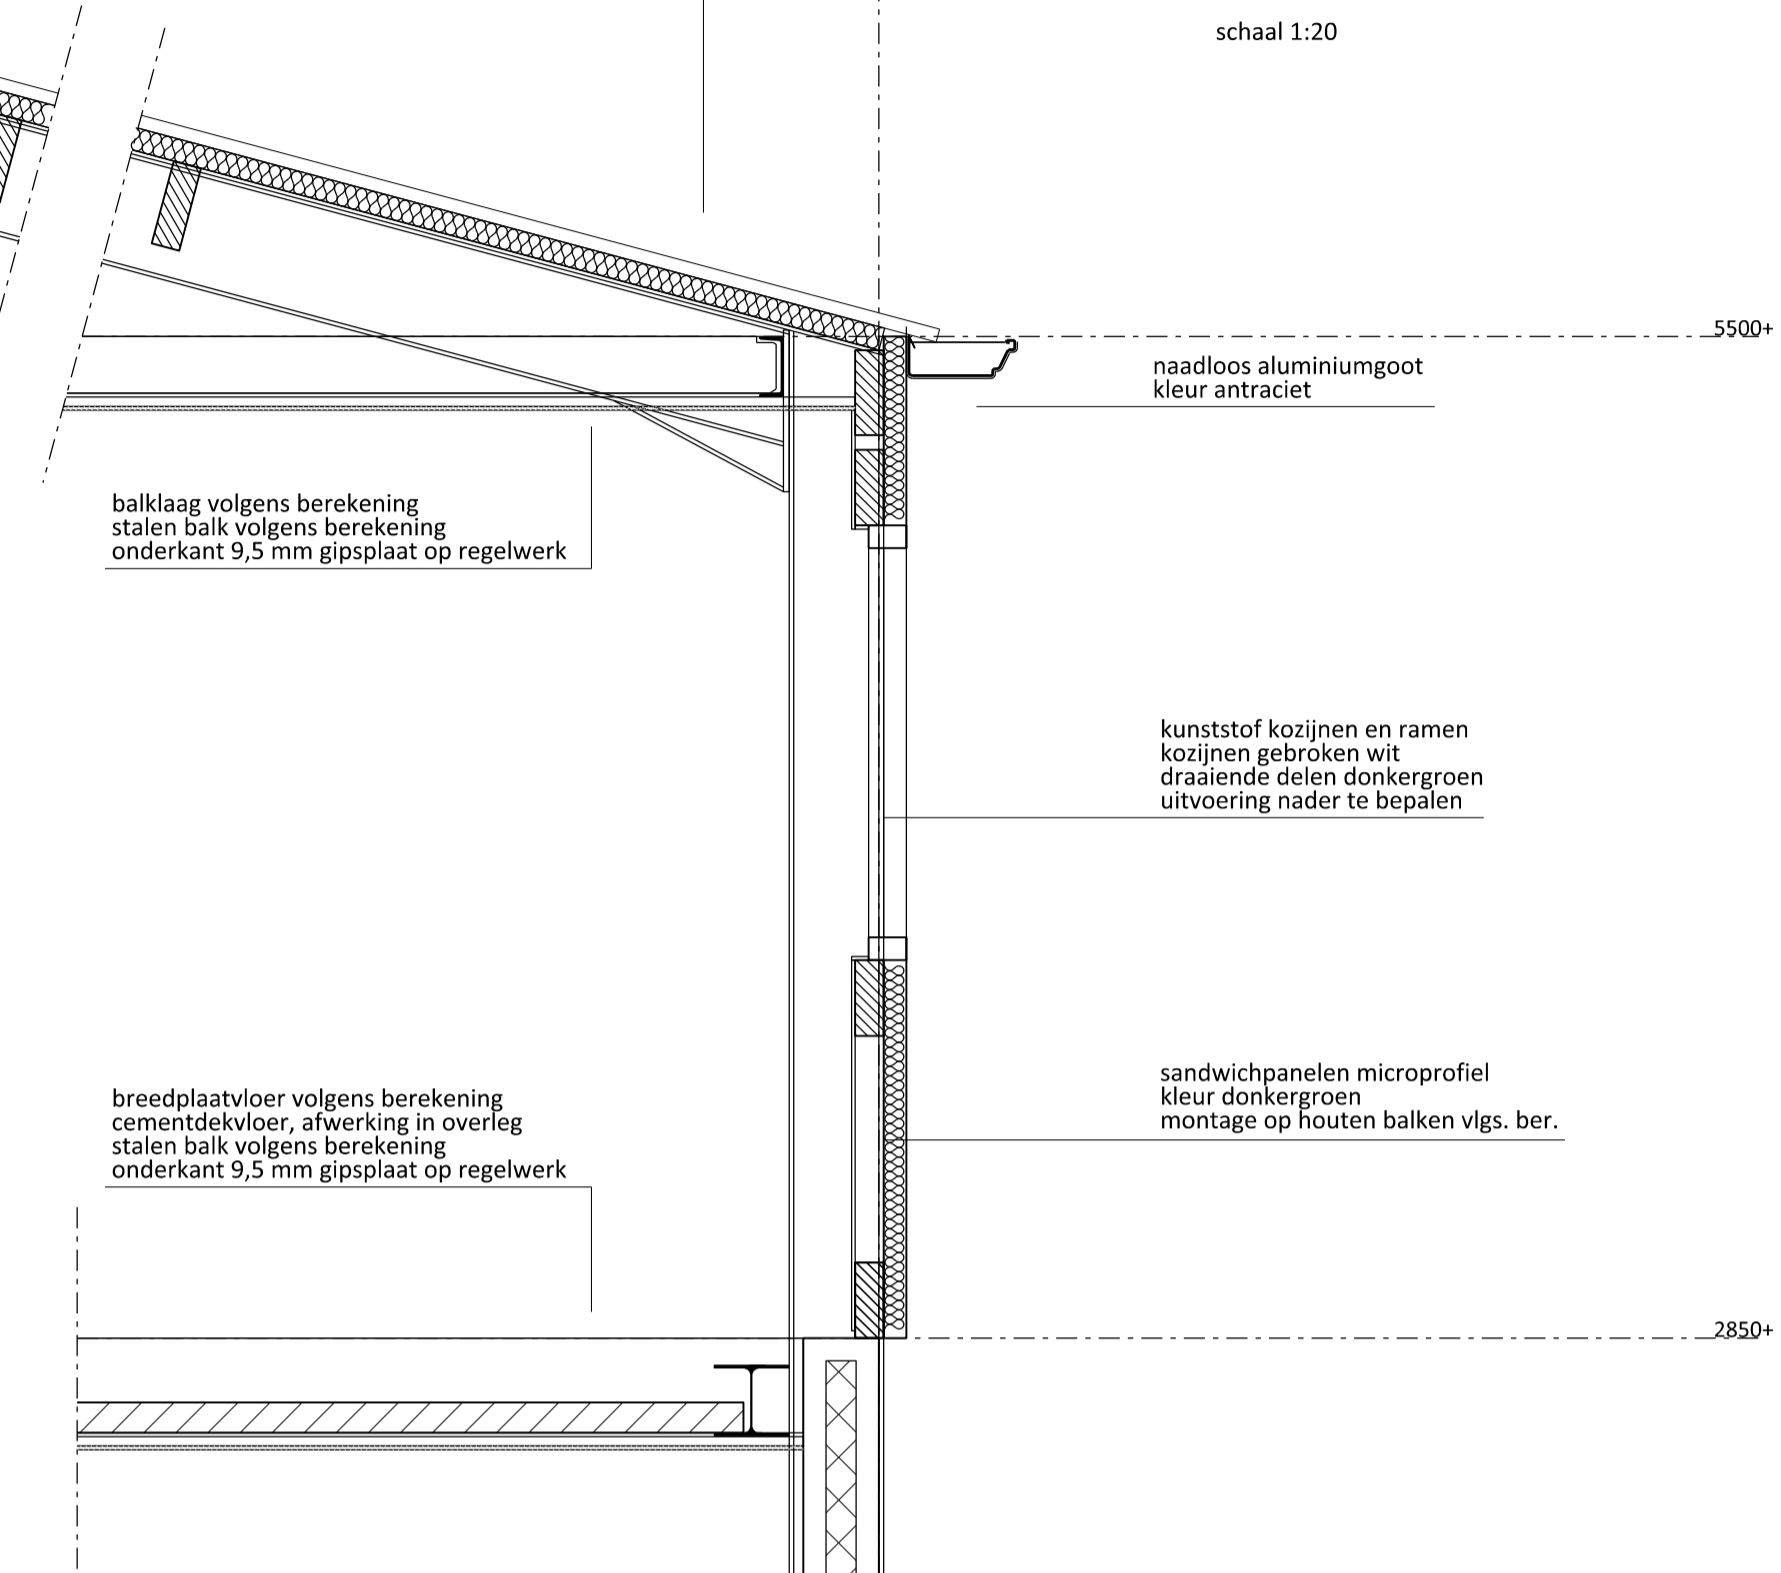 schaal 1:20
5500+
naadloos aluminiumgoot
kleur antraciet
balklaag volgens berekening
stalen balk volgens berekening
onderkant 9,5 mm gipsplaat op regelwerk
kunststof kozijnen en ramen
kozijnen gebroken wit
draaiende delen donkergroen
uitvoering nader te bepalen
sandwichpanelen microprofiel
kleur donkergroen
montage op houten balken vlgs. ber.
breedplaatvloer volgens berekening
cementdekvloer, afwerking in overleg
stalen balk volgens berekening
onderkant 9,5 mm gipsplaat op regelwerk
2850+